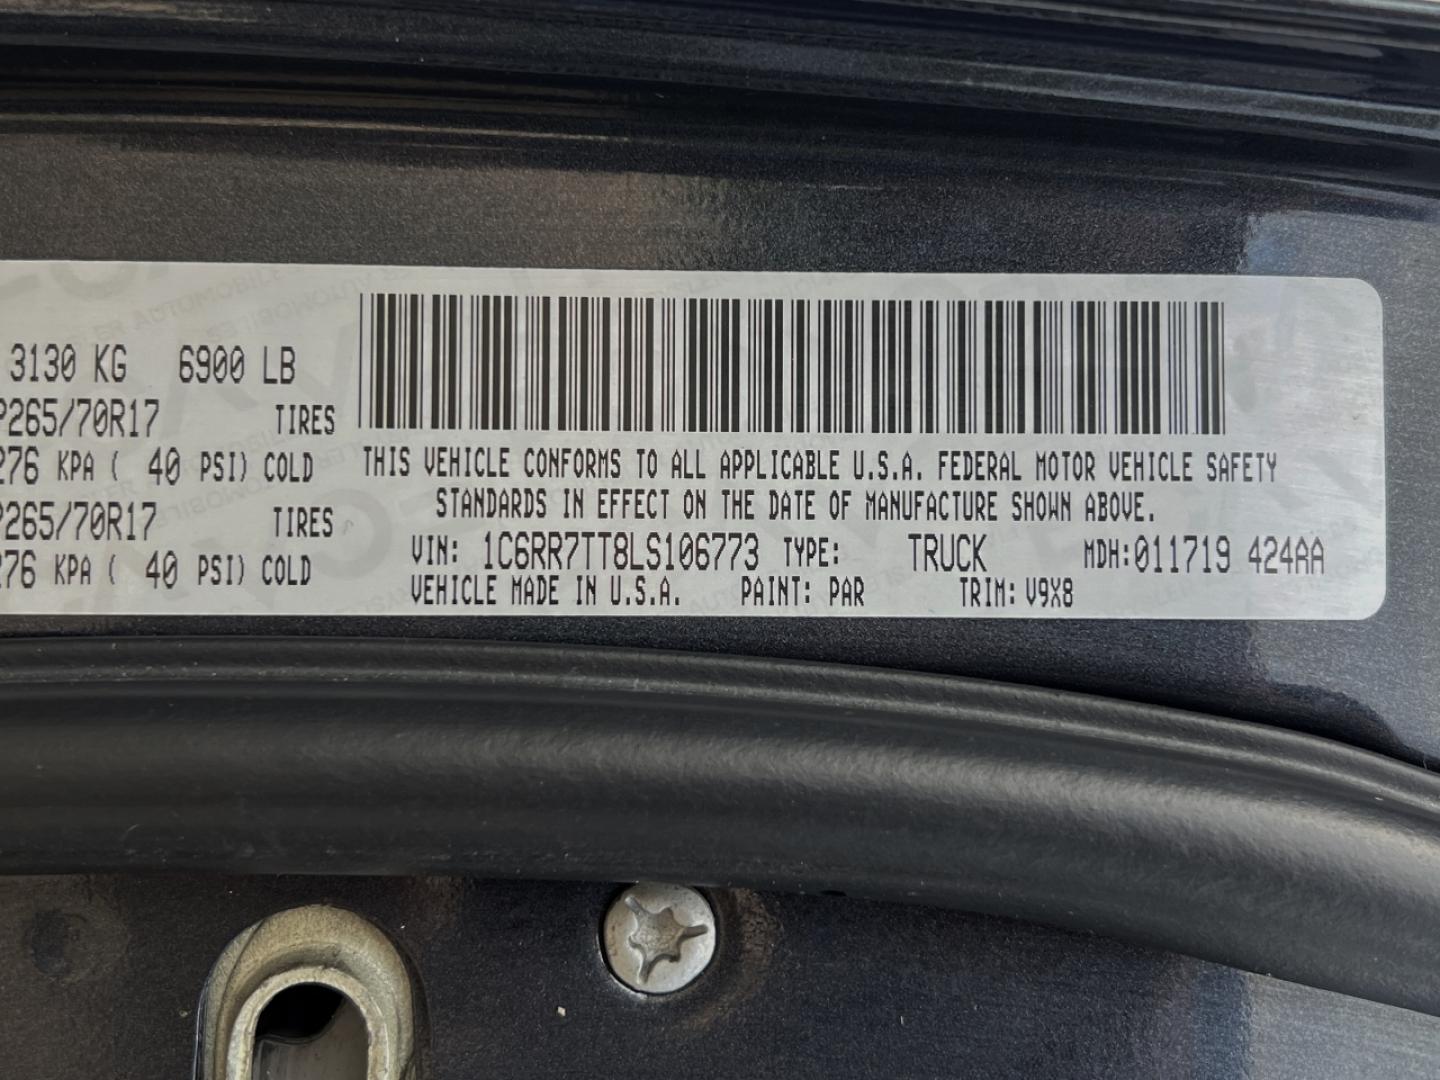 3130 KG 6900 LB
P265/70R17 TIRES
276 KPA ( 40 PSI) COLD
P265/70R17 TIRES
276 KPA ( 40 PSI) COLD
THIS VEHICLE CONFORMS TO ALL APPLICABLE U.S.A. FEDERAL MOTOR VEHICLE SAFETY
STANDARDS IN EFFECT ON THE DATE OF MANUFACTURE SHOWN ABOVE.
VIN: 1C6RR7TT8LS106773 TYPE: TRUCK MDH:011719 424AA
VEHICLE MADE IN U.S.A. PAINT: PAR TRIM: V9X8